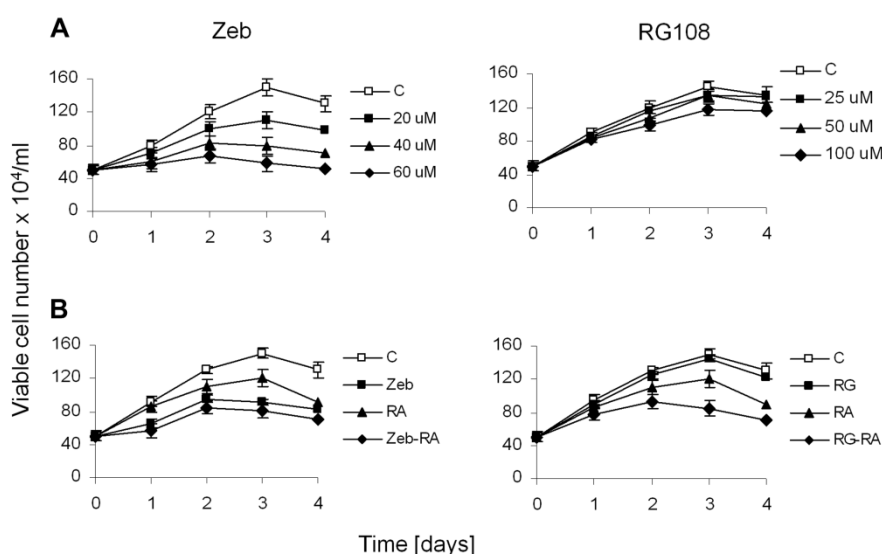 A
Zeb
RG108
Viable cell number x 10⁴/ml
160
120
80
40
0
0 1 2 3 4
C
20 uM
40 uM
60 uM
160
120
80
40
0
0 1 2 3 4
C
25 uM
50 uM
100 uM
B
160
120
80
40
0
0 1 2 3 4
C
Zeb
RA
Zeb-RA
160
120
80
40
0
0 1 2 3 4
C
RG
RA
RG-RA
Time [days]